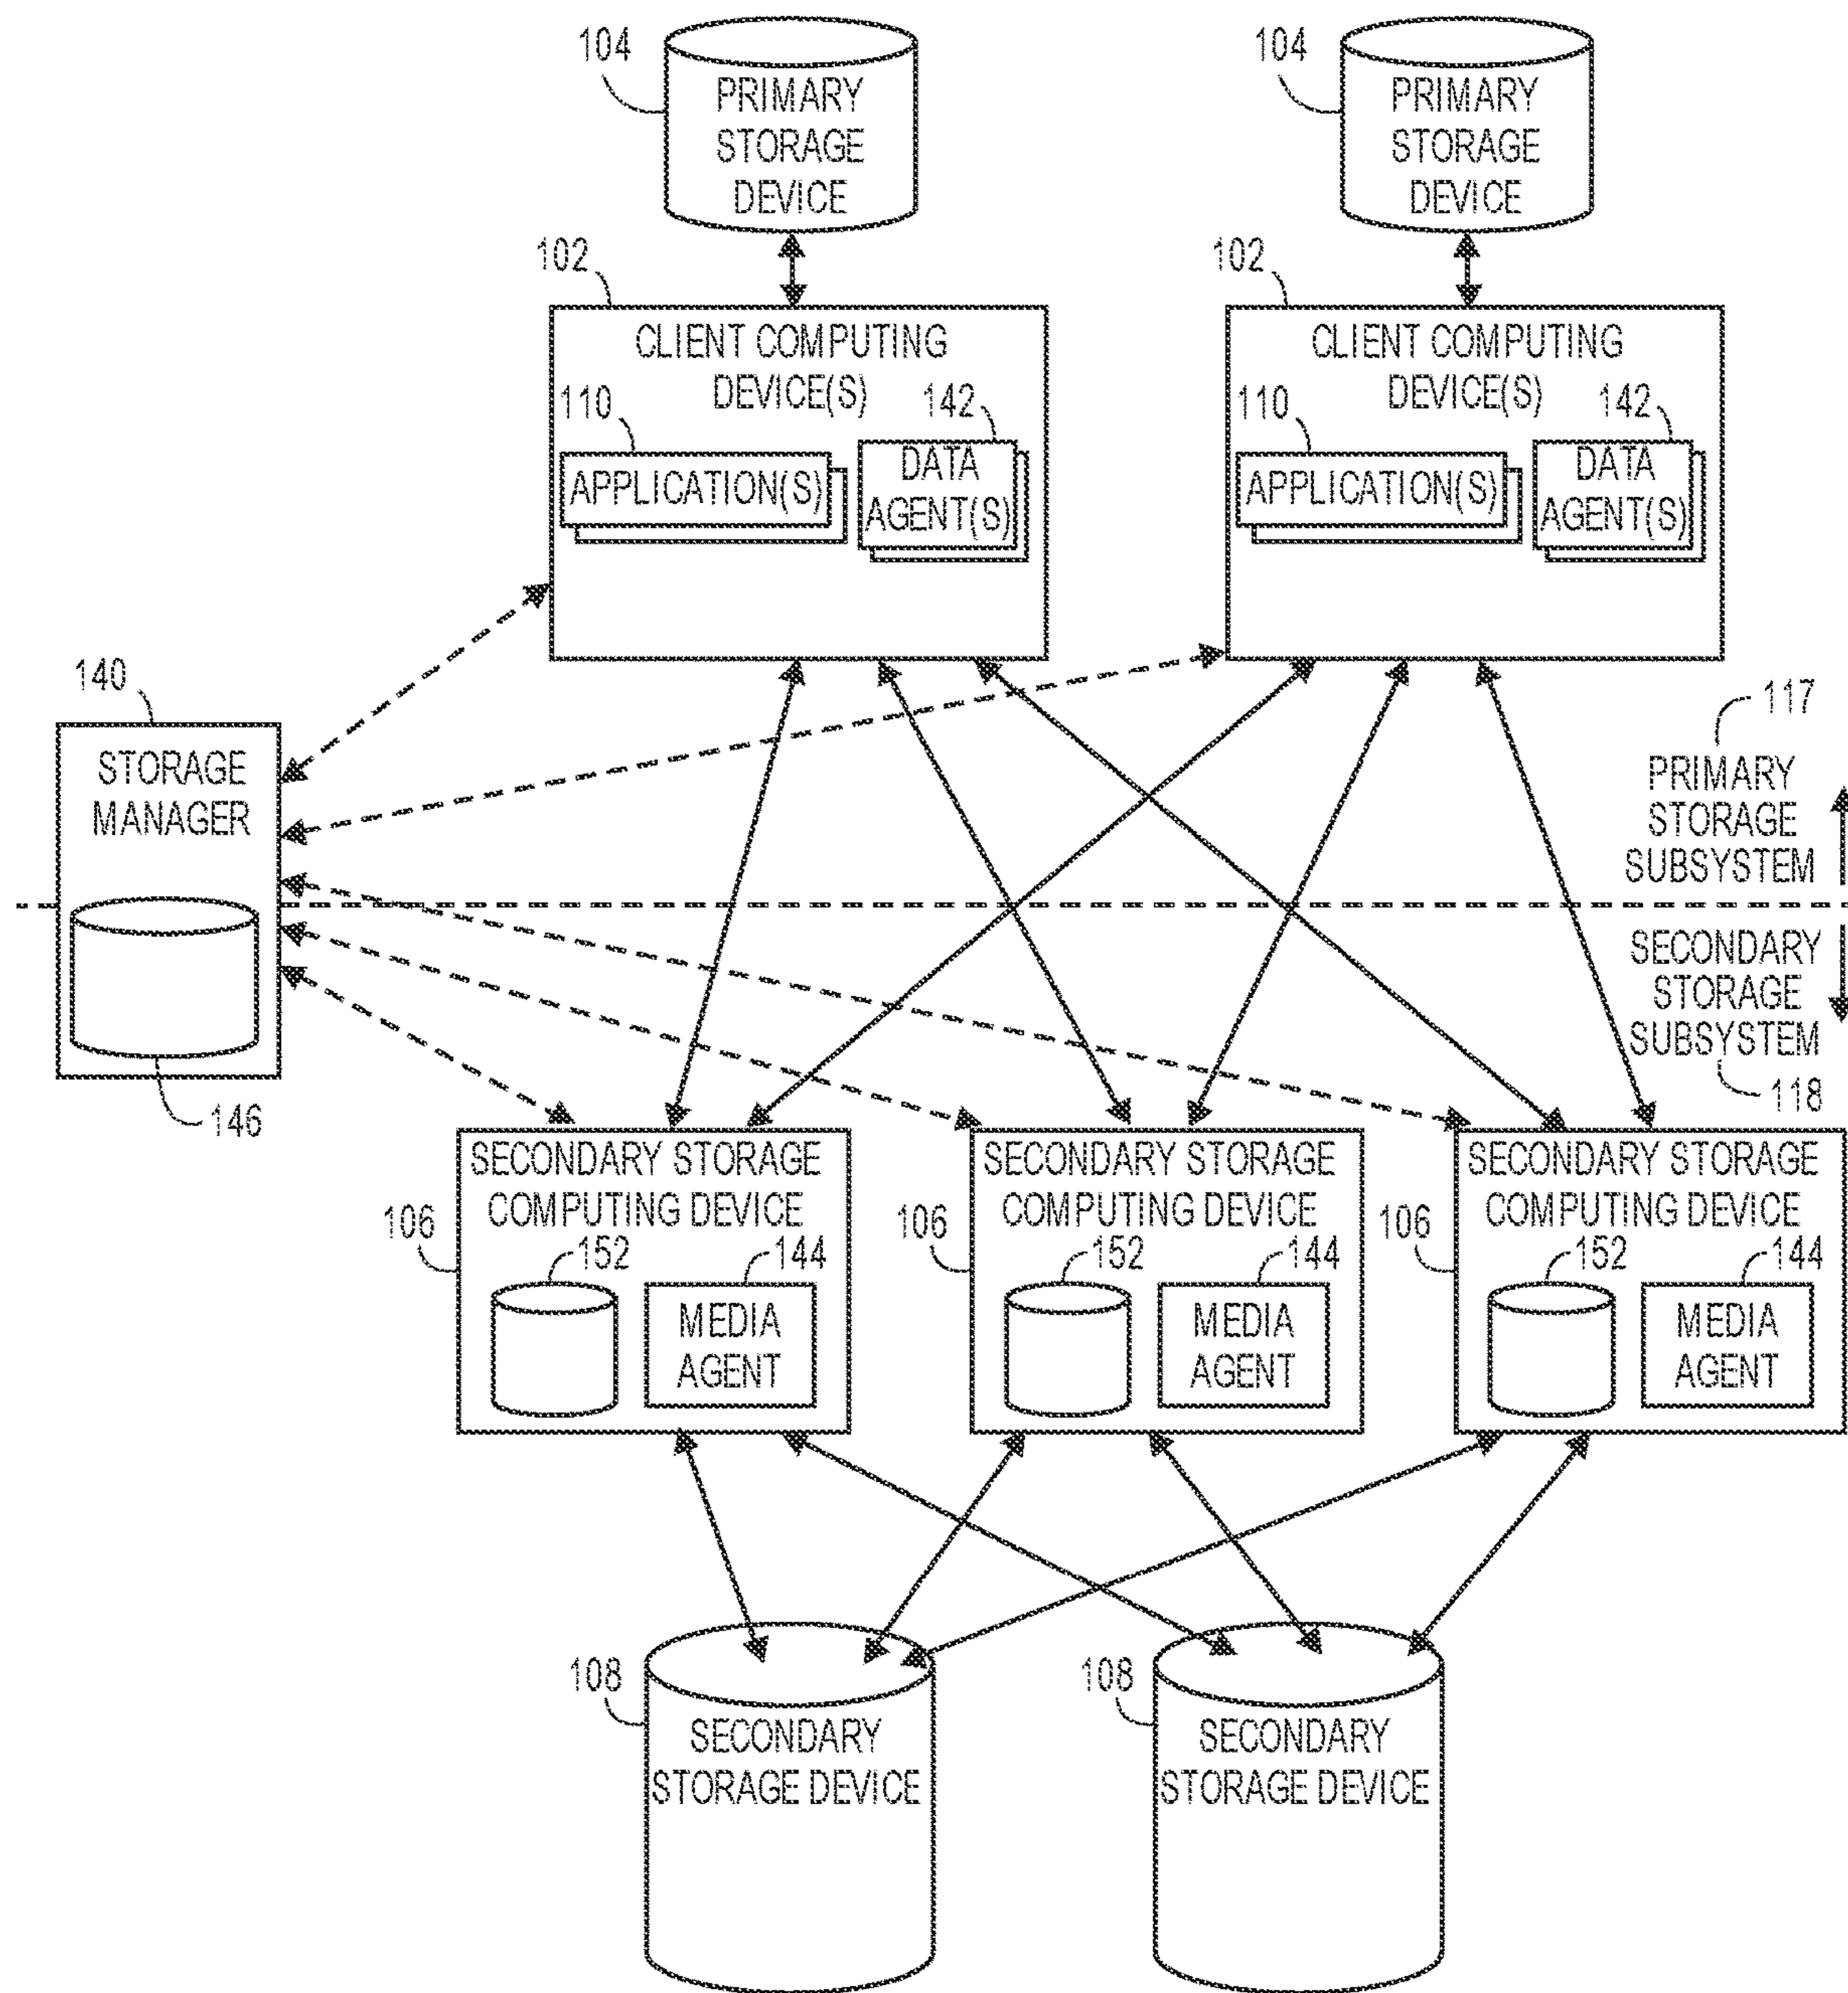 104
PRIMARY
STORAGE
DEVICE
104
PRIMARY
STORAGE
DEVICE
102
CLIENT COMPUTING
DEVICE(S)
110
142
APPLICATION(S)
DATA
AGENT(S)
102
CLIENT COMPUTING
DEVICE(S)
110
142
APPLICATION(S)
DATA
AGENT(S)
140
STORAGE
MANAGER
146
117
PRIMARY
STORAGE
SUBSYSTEM
SECONDARY
STORAGE
SUBSYSTEM
118
SECONDARY STORAGE
COMPUTING DEVICE
106
152
144
MEDIA
AGENT
SECONDARY STORAGE
COMPUTING DEVICE
106
152
144
MEDIA
AGENT
SECONDARY STORAGE
COMPUTING DEVICE
106
152
144
MEDIA
AGENT
108
SECONDARY
STORAGE DEVICE
108
SECONDARY
STORAGE DEVICE